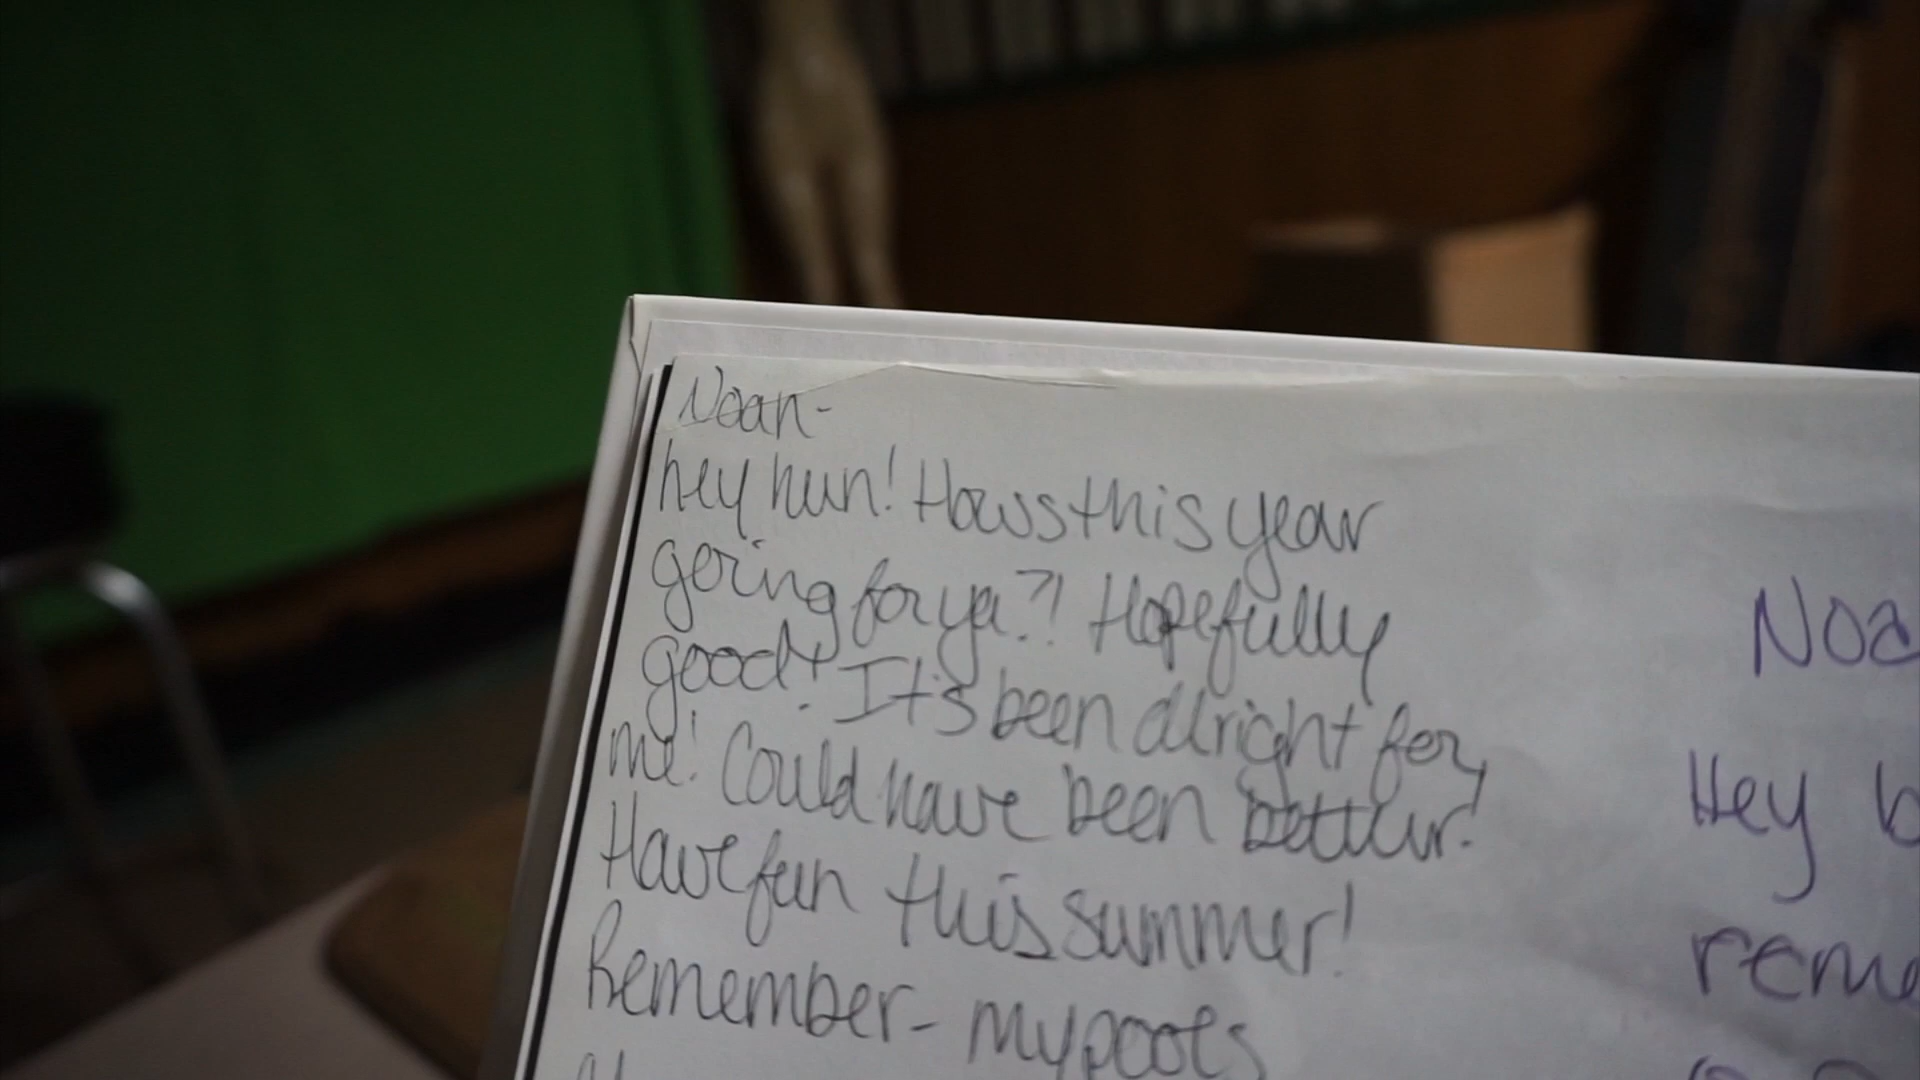 Noah-
hey hun! Hows this year
going for ya?! Hopefully
good! It's been alright for
me! Could have been better!
Have fun this summer!
Remember- my pools
Noa
Hey b
reme